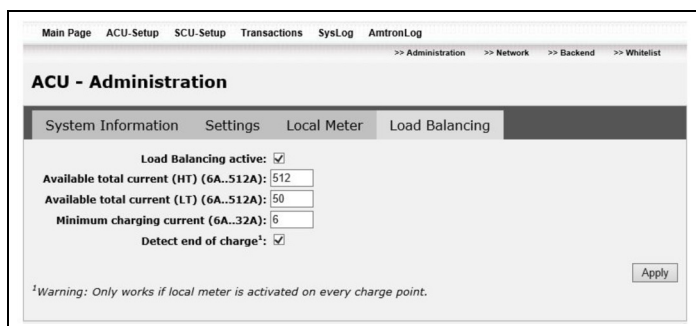 Main Page ACU-Setup SCU-Setup Transactions SysLog AmtronLog
>> Administration >> Network >> Backend >> Whitelist
ACU - Administration
System Information Settings Local Meter Load Balancing
Load Balancing active:
Available total current (HT) (6A..512A): 512
Available total current (LT) (6A..512A): 50
Minimum charging current (6A..32A): 6
Detect end of charge¹:
Apply
¹Warning: Only works if local meter is activated on every charge point.